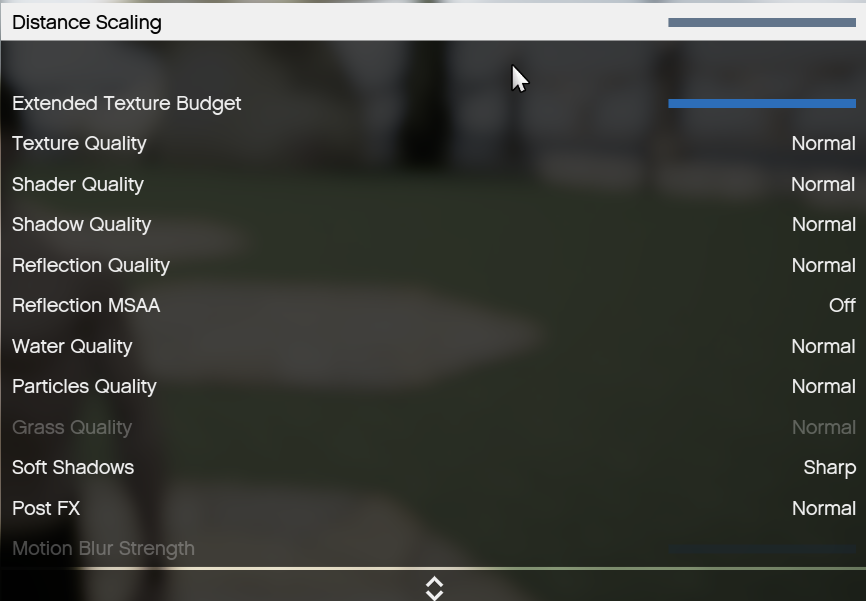 Distance Scaling
Extended Texture Budget
Texture Quality Normal
Shader Quality Normal
Shadow Quality Normal
Reflection Quality Normal
Reflection MSAA Off
Water Quality Normal
Particles Quality Normal
Grass Quality Normal
Soft Shadows Sharp
Post FX Normal
Motion Blur Strength